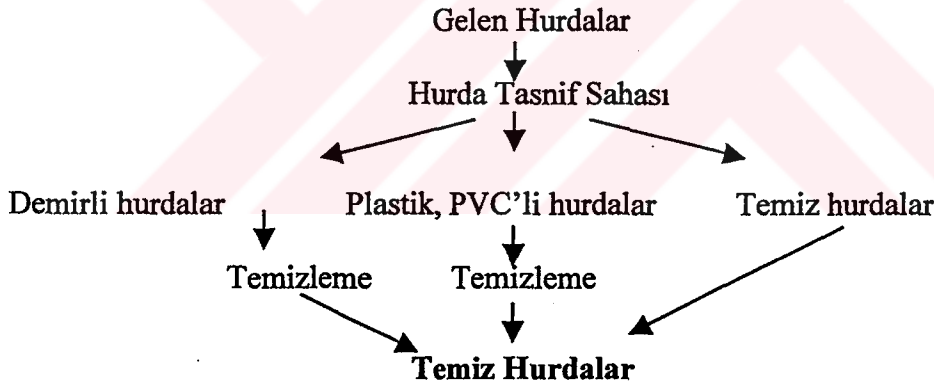 Gelen Hurdalar
Hurda Tasnif Sahası
Demirli hurdalar
Plastik, PVC'li hurdalar
Temiz hurdalar
Temizleme
Temizleme
Temiz Hurdalar